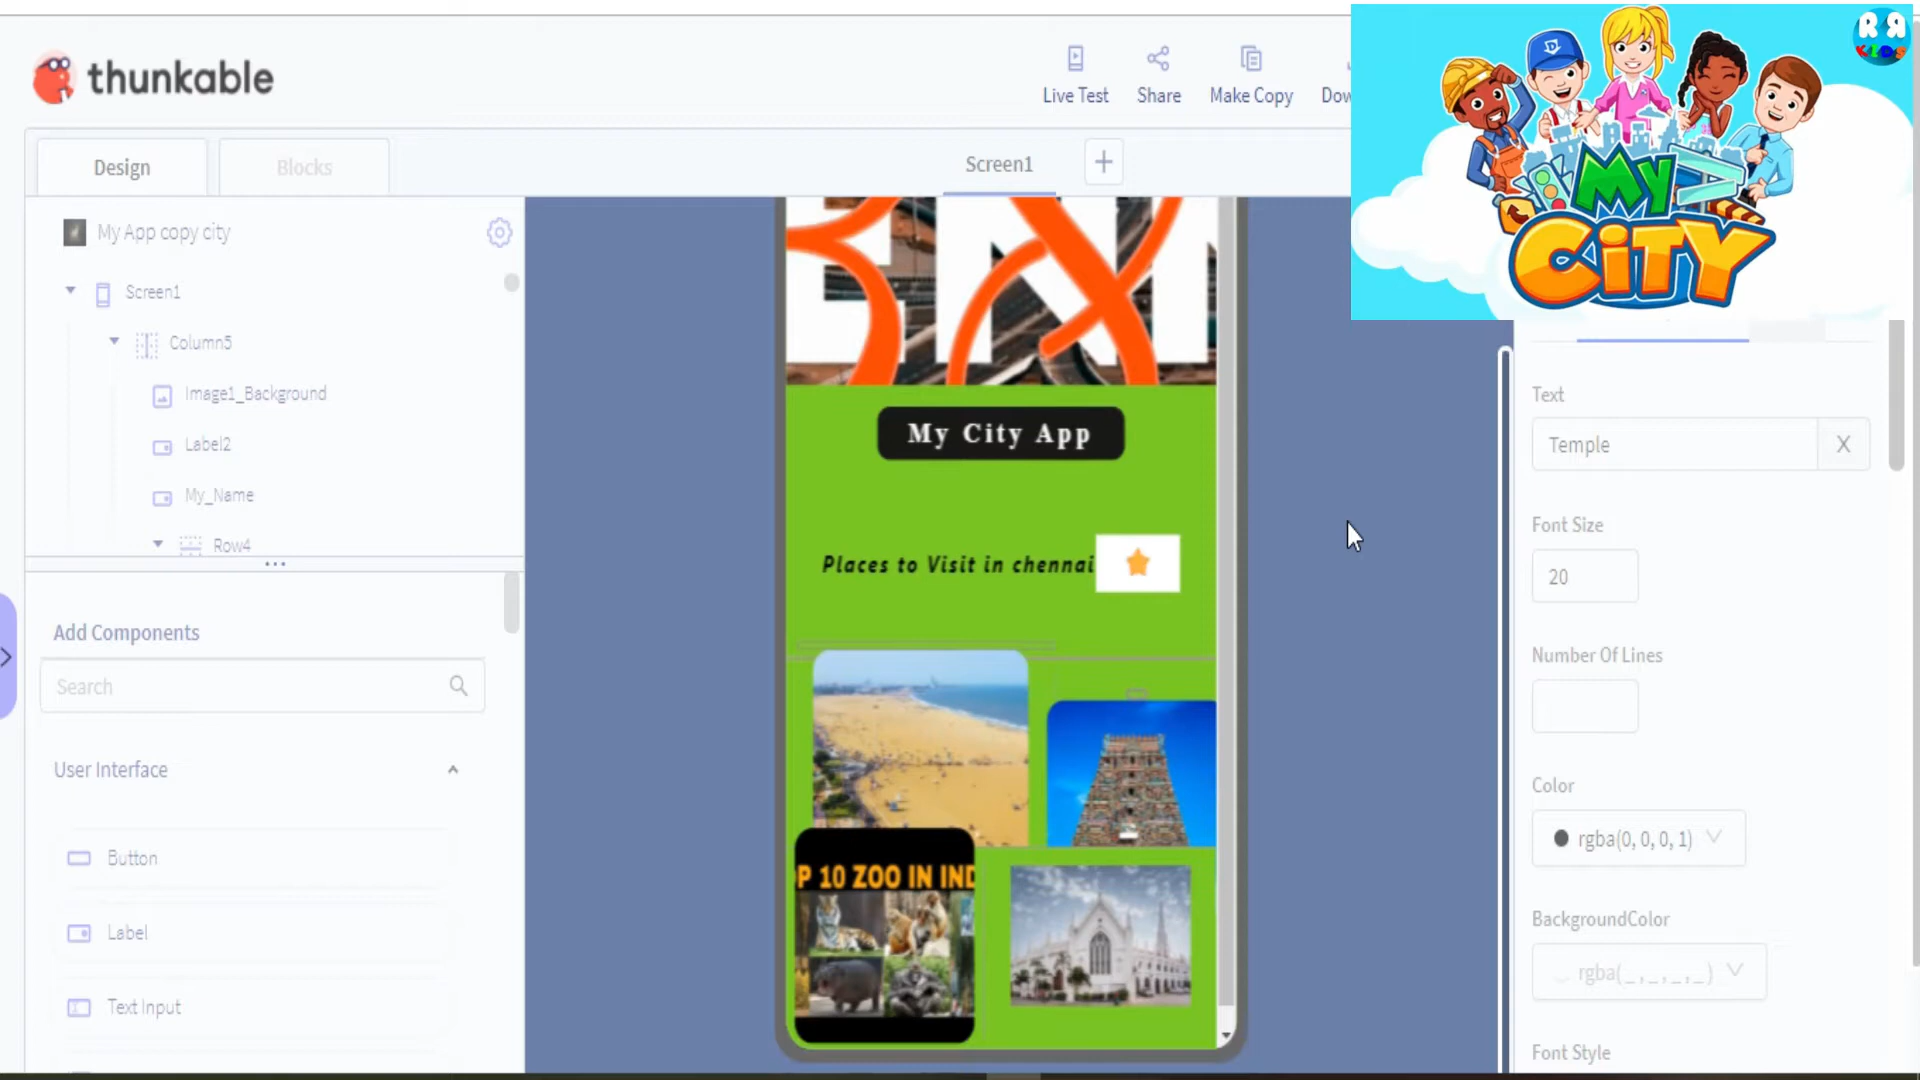 thunkable
Live Test
Share
Make Copy
Dow
R R
KLDS
My
CiTY
Design
Blocks
Screen1
+
My App copy city
Screen1
Column5
Image1_Background
Label2
My_Name
Row4
Add Components
Search
User Interface
Button
Label
Text Input
My City App
Places to Visit in chennai
P 10 ZOO IN IND
Text
Temple
X
Font Size
20
Number Of Lines
Color
rgba(0, 0, 0, 1)
BackgroundColor
rgba(_,_,_,_)
Font Style